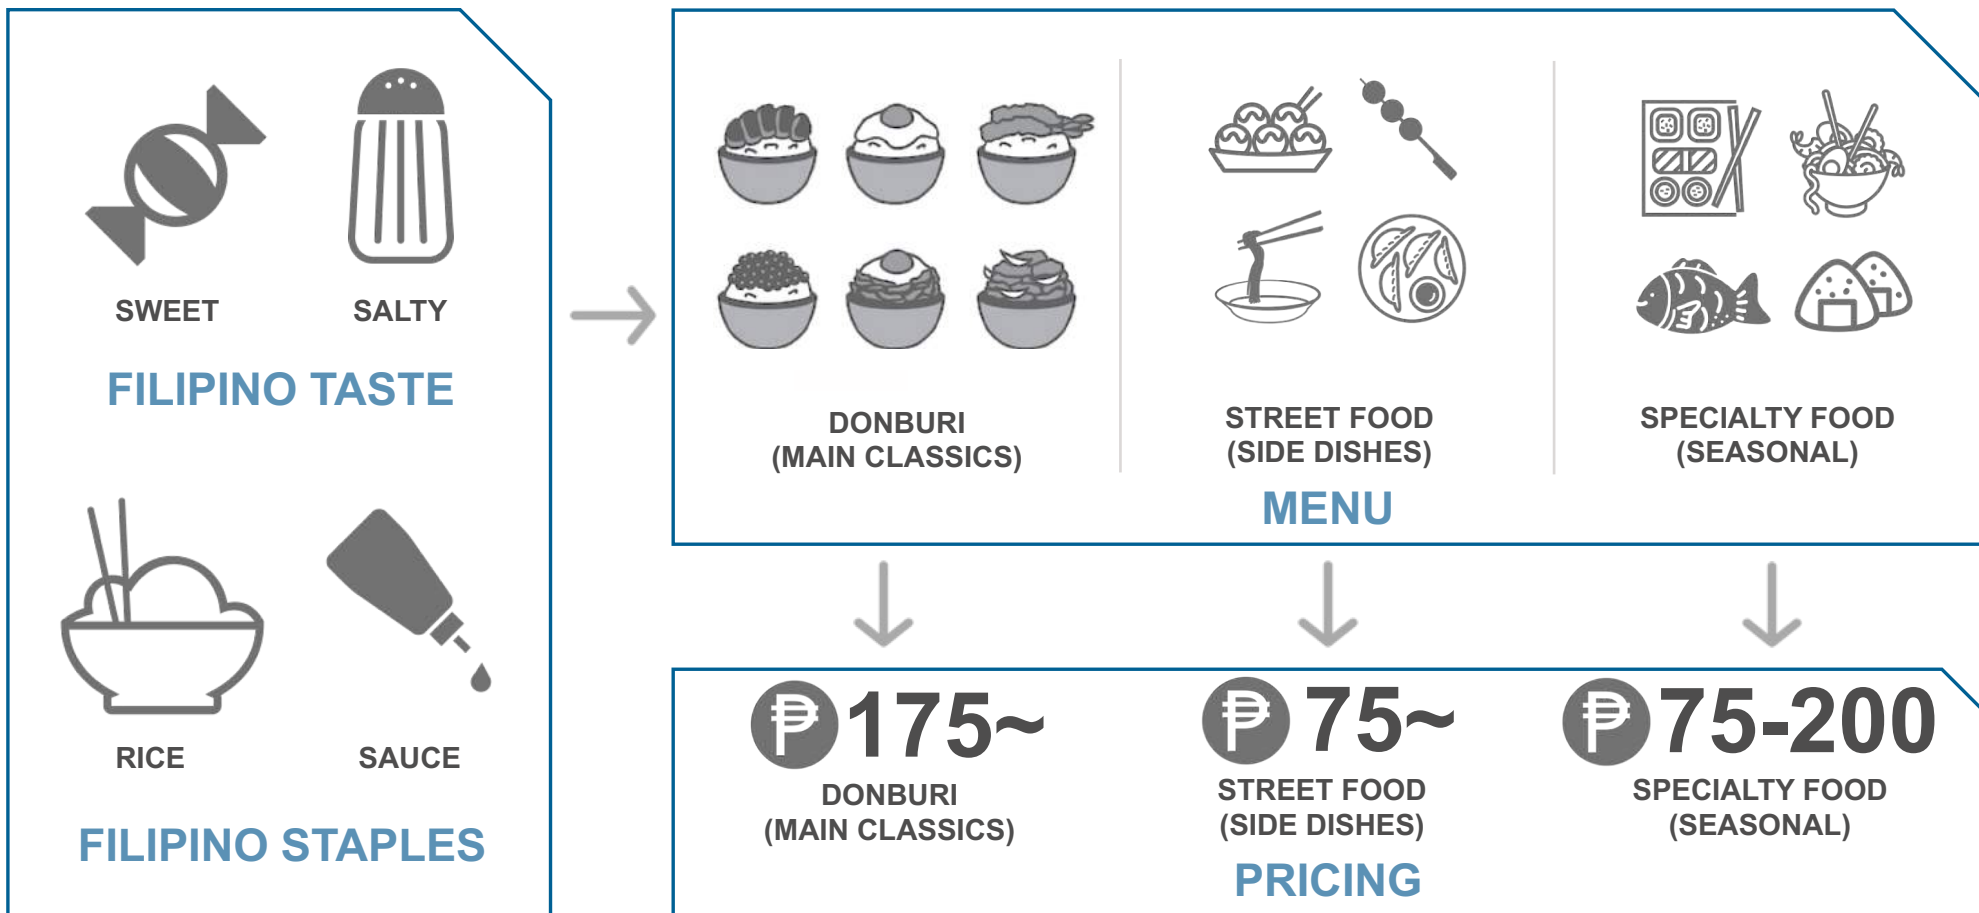 SWEET
SALTY
FILIPINO TASTE
RICE
SAUCE
FILIPINO STAPLES
DONBURI
(MAIN CLASSICS)
STREET FOOD
(SIDE DISHES)
SPECIALTY FOOD
(SEASONAL)
MENU
₱ 175~
DONBURI
(MAIN CLASSICS)
₱ 75~
STREET FOOD
(SIDE DISHES)
₱ 75-200
SPECIALTY FOOD
(SEASONAL)
PRICING